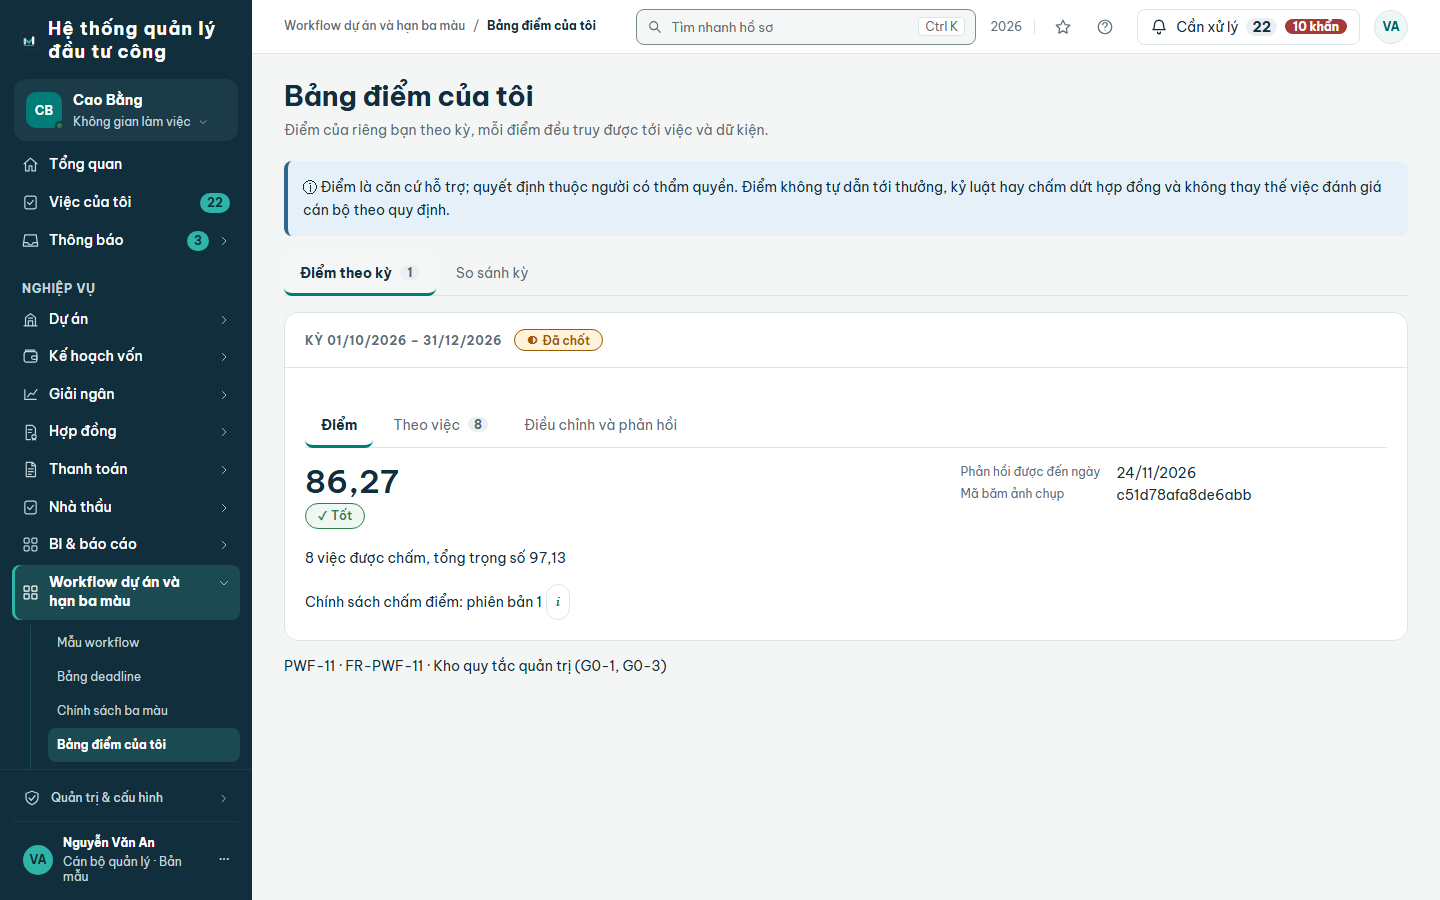 Hệ thống quản lý
đầu tư công
CB
Cao Bằng
Không gian làm việc
Tổng quan
Việc của tôi 22
Thông báo 3
NGHIỆP VỤ
Dự án
Kế hoạch vốn
Giải ngân
Hợp đồng
Thanh toán
Nhà thầu
BI & báo cáo
Workflow dự án và
hạn ba màu
Mẫu workflow
Bảng deadline
Chính sách ba màu
Bảng điểm của tôi
Quản trị & cấu hình
VA
Nguyễn Văn An
Cán bộ quản lý · Bản
mẫu
Workflow dự án và hạn ba màu / Bảng điểm của tôi
Tìm nhanh hồ sơ Ctrl K
2026
Cần xử lý 22 10 khẩn
VA
Bảng điểm của tôi
Điểm của riêng bạn theo kỳ, mỗi điểm đều truy được tới việc và dữ kiện.
Điểm là căn cứ hỗ trợ; quyết định thuộc người có thẩm quyền. Điểm không tự dẫn tới thưởng, kỷ luật hay chấm dứt hợp đồng và không thay thế việc đánh giá
cán bộ theo quy định.
Điểm theo kỳ 1 So sánh kỳ
KỲ 01/10/2026 – 31/12/2026 Đã chốt
Điểm Theo việc 8 Điều chỉnh và phản hồi
86,27
✓ Tốt
8 việc được chấm, tổng trọng số 97,13
Chính sách chấm điểm: phiên bản 1 i
Phản hồi được đến ngày 24/11/2026
Mã băm ảnh chụp c51d78afa8de6abb
PWF-11 · FR-PWF-11 · Kho quy tắc quản trị (G0-1, G0-3)